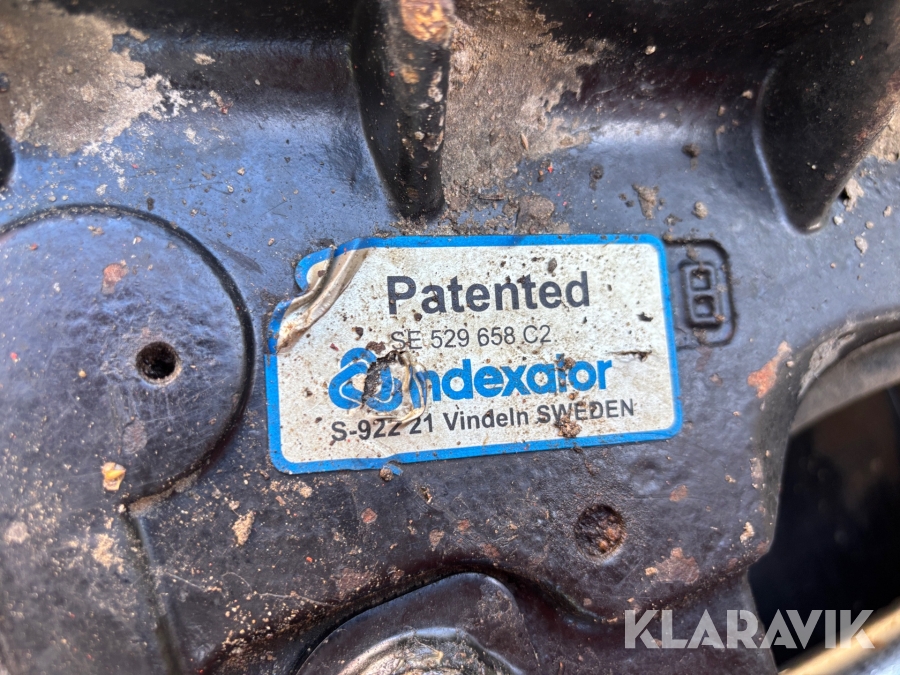 Patented
SE 529 658 C2
indexator
S-922 21 Vindeln SWEDEN
KLARAVIK